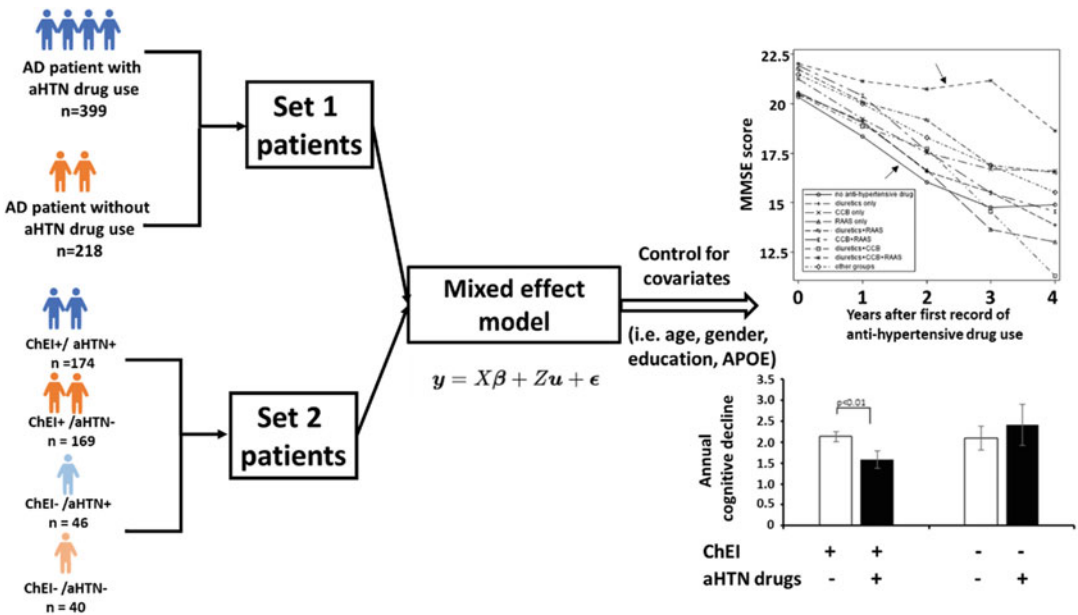 AD patient with
aHTN drug use
n=399
AD patient without
aHTN drug use
n=218
Set 1
patients
ChEI+/ aHTN+
n =174
ChEI+ /aHTN-
n = 169
ChEI- /aHTN+
n = 46
ChEI- /aHTN-
n = 40
Set 2
patients
Mixed effect
model
y = Xβ + Zu + ϵ
Control for
covariates
(i.e. age, gender,
education, APOE)
MMSE score
22.5
20
17.5
15
12.5
no anti-hypertensive drug
diuretics only
CCB only
RAAS only
diuretics+RAAS
CCB+RAAS
diuretics+CCB
diuretics+CCB+RAAS
other groups
0 1 2 3 4
Years after first record of
anti-hypertensive drug use
Annual
cognitive decline
3.5
3.0
2.5
2.0
1.5
1.0
0.5
0
p<0.01
ChEI + + - -
aHTN drugs - + - +